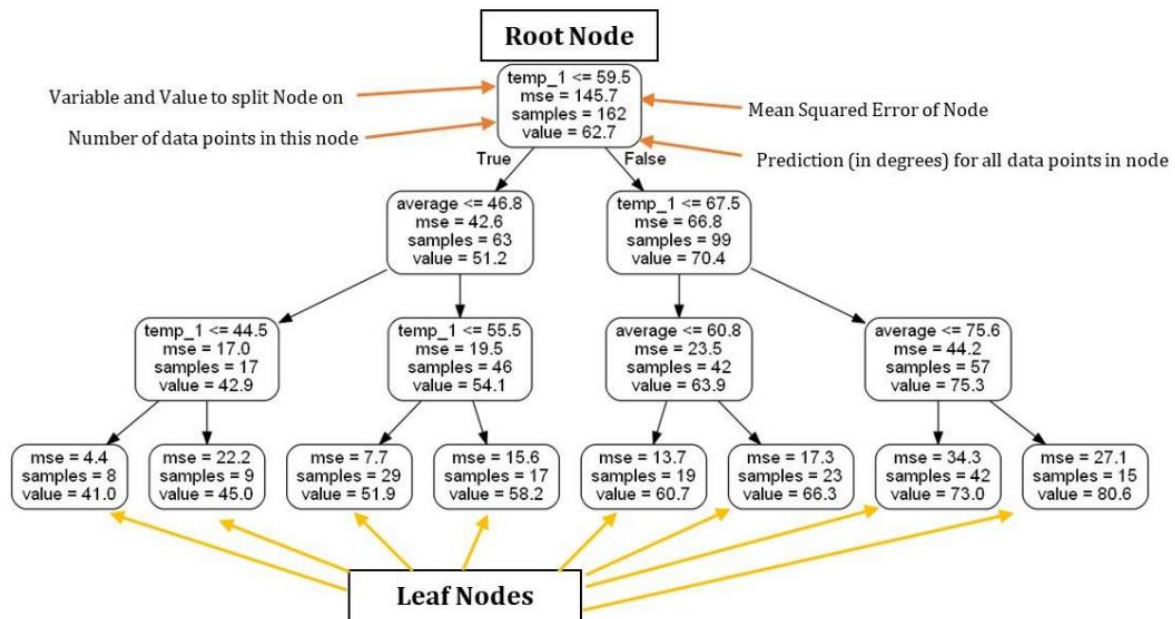 Root Node
temp_1 <= 59.5
mse = 145.7
samples = 162
value = 62.7
Variable and Value to split Node on
Number of data points in this node
Mean Squared Error of Node
Prediction (in degrees) for all data points in node
True
False
average <= 46.8
mse = 42.6
samples = 63
value = 51.2
temp_1 <= 67.5
mse = 66.8
samples = 99
value = 70.4
temp_1 <= 44.5
mse = 17.0
samples = 17
value = 42.9
temp_1 <= 55.5
mse = 19.5
samples = 46
value = 54.1
average <= 60.8
mse = 23.5
samples = 42
value = 63.9
average <= 75.6
mse = 44.2
samples = 57
value = 75.3
mse = 4.4
samples = 8
value = 41.0
mse = 22.2
samples = 9
value = 45.0
mse = 7.7
samples = 29
value = 51.9
mse = 15.6
samples = 17
value = 58.2
mse = 13.7
samples = 19
value = 60.7
mse = 17.3
samples = 23
value = 66.3
mse = 34.3
samples = 42
value = 73.0
mse = 27.1
samples = 15
value = 80.6
Leaf Nodes